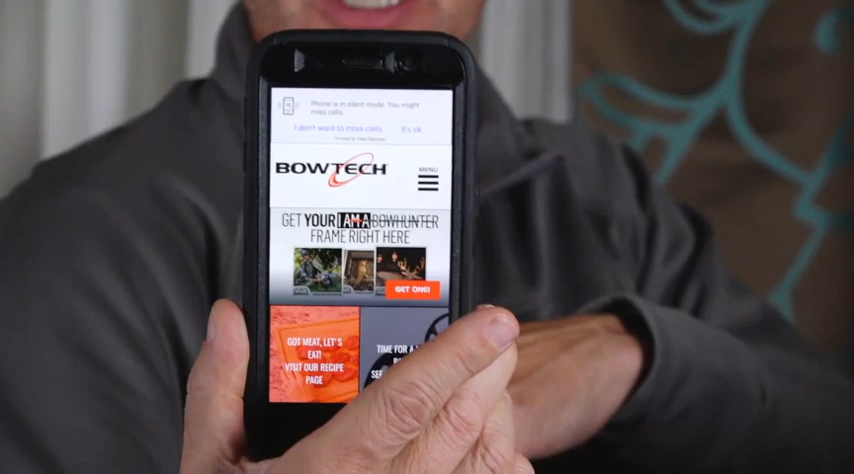 Phone is in silent mode. You might
miss calls.
I don't want to miss calls It's ok
BOWTECH
MENU
GET YOUR I AM A BOWHUNTER
FRAME RIGHT HERE
GET ONE!
GOT MEAT, LET'S
EAT!
VISIT OUR RECIPE
PAGE
TIME FOR A